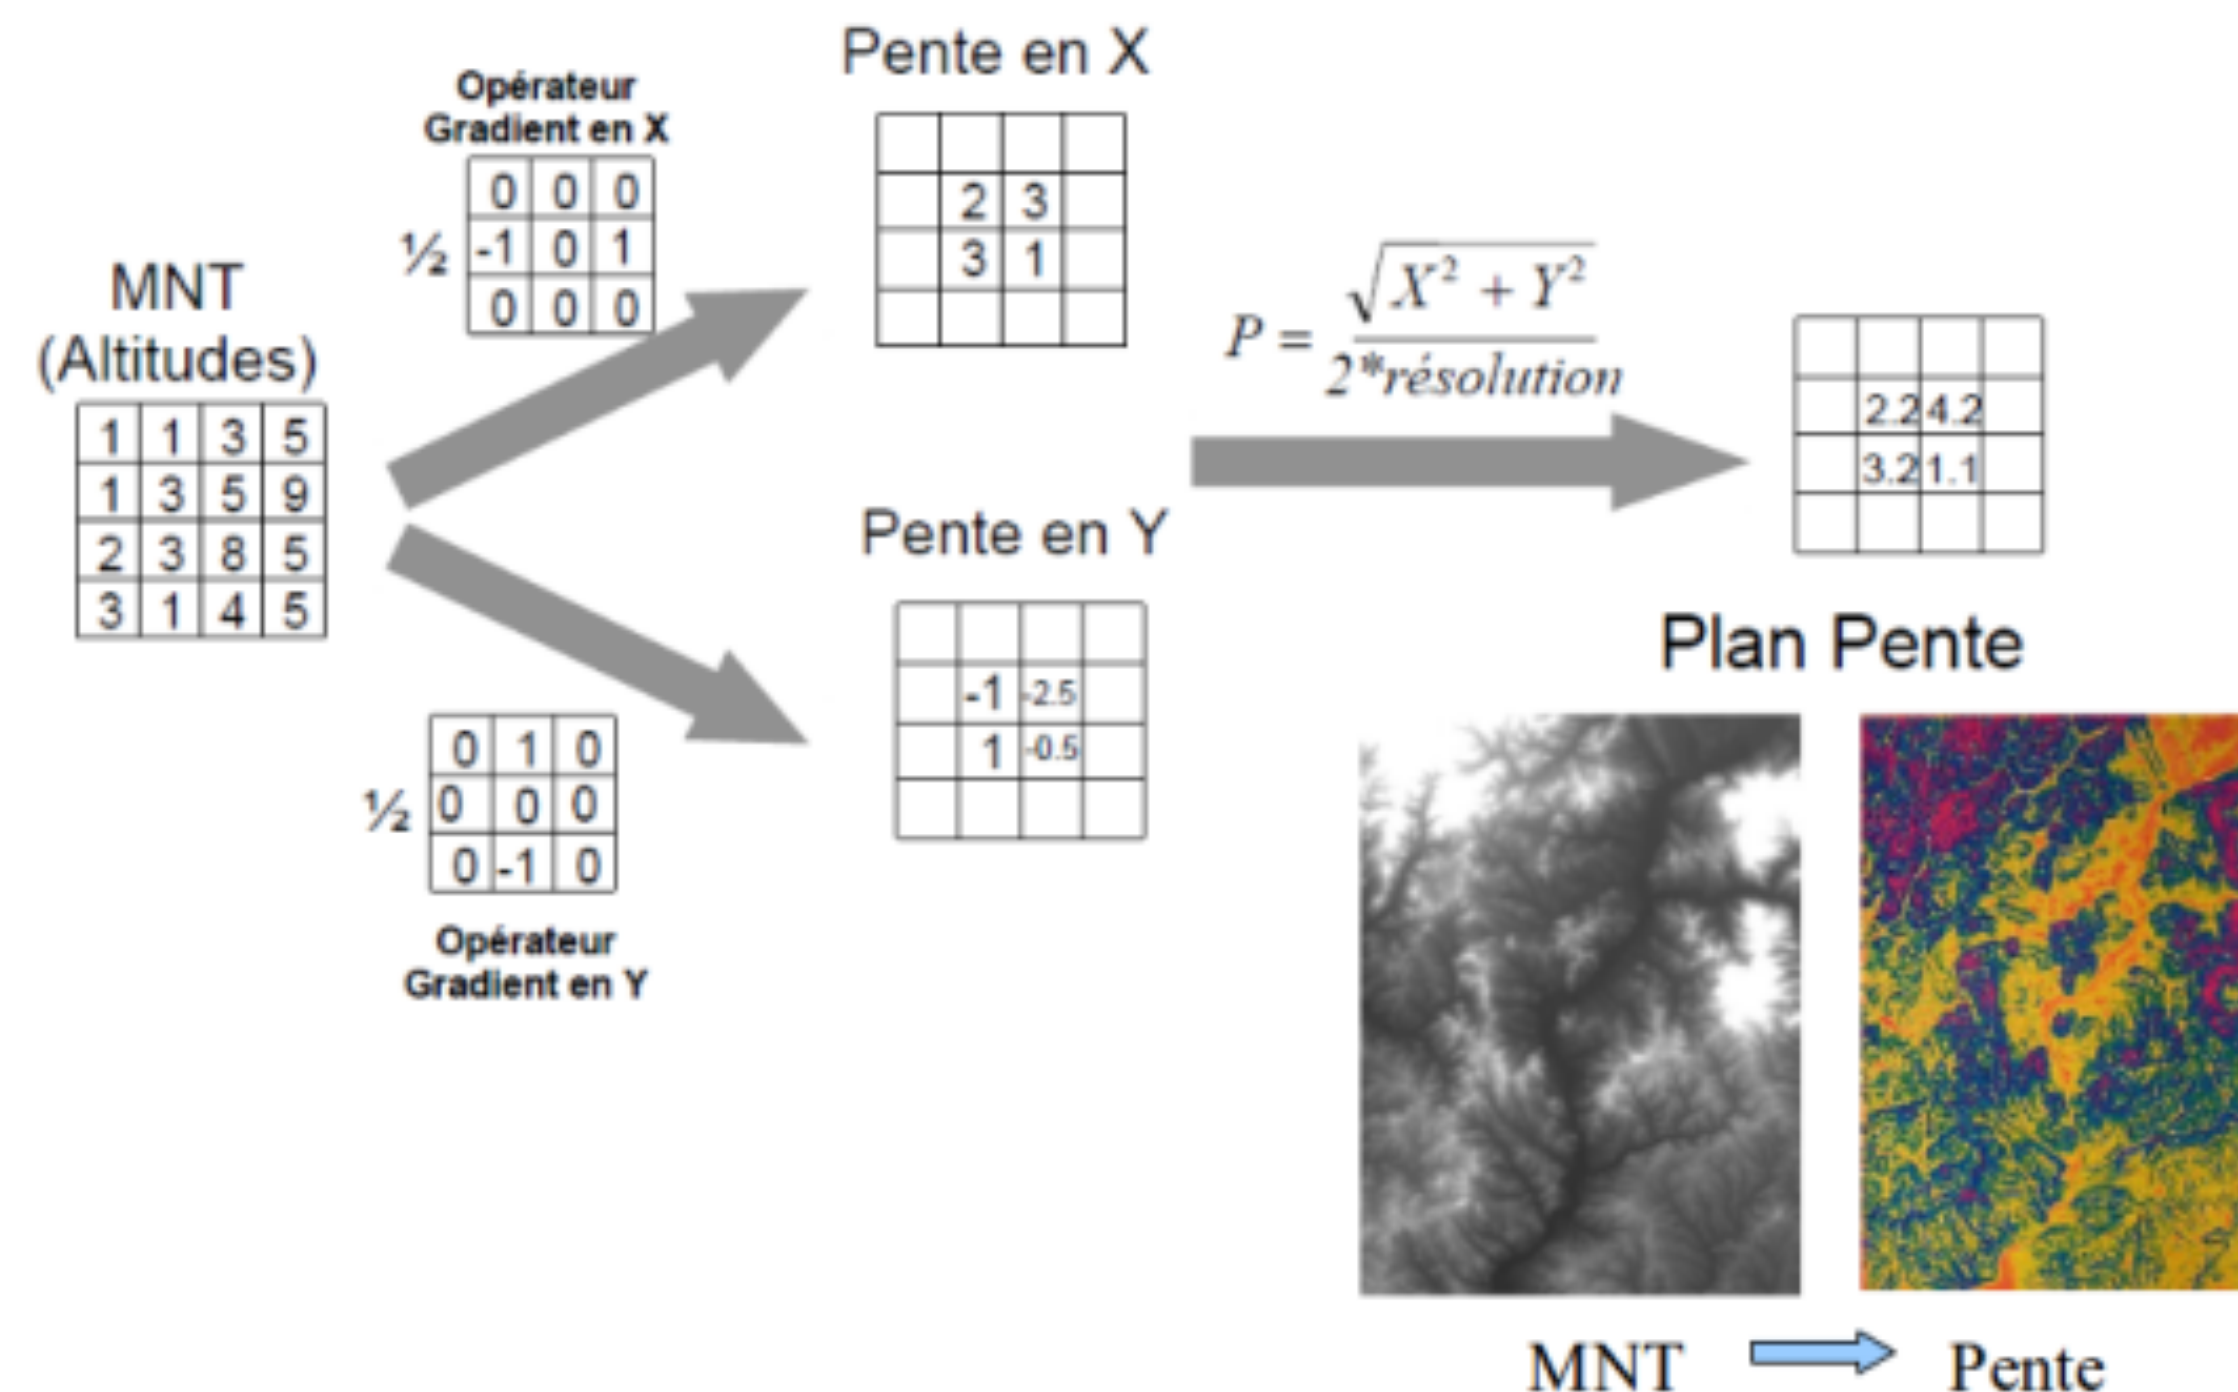 MNT
(Altitudes)
1 1 3 5
1 3 5 9
2 3 8 5
3 1 4 5
Opérateur
Gradient en X
0 0 0
½ -1 0 1
0 0 0
0 1 0
½ 0 0 0
0 -1 0
Opérateur
Gradient en Y
Pente en X
2 3
3 1
Pente en Y
-1 -2.5
1 -0.5
P = √X² + Y² / 2*résolution
2.2 4.2
3.2 1.1
Plan Pente
MNT Pente